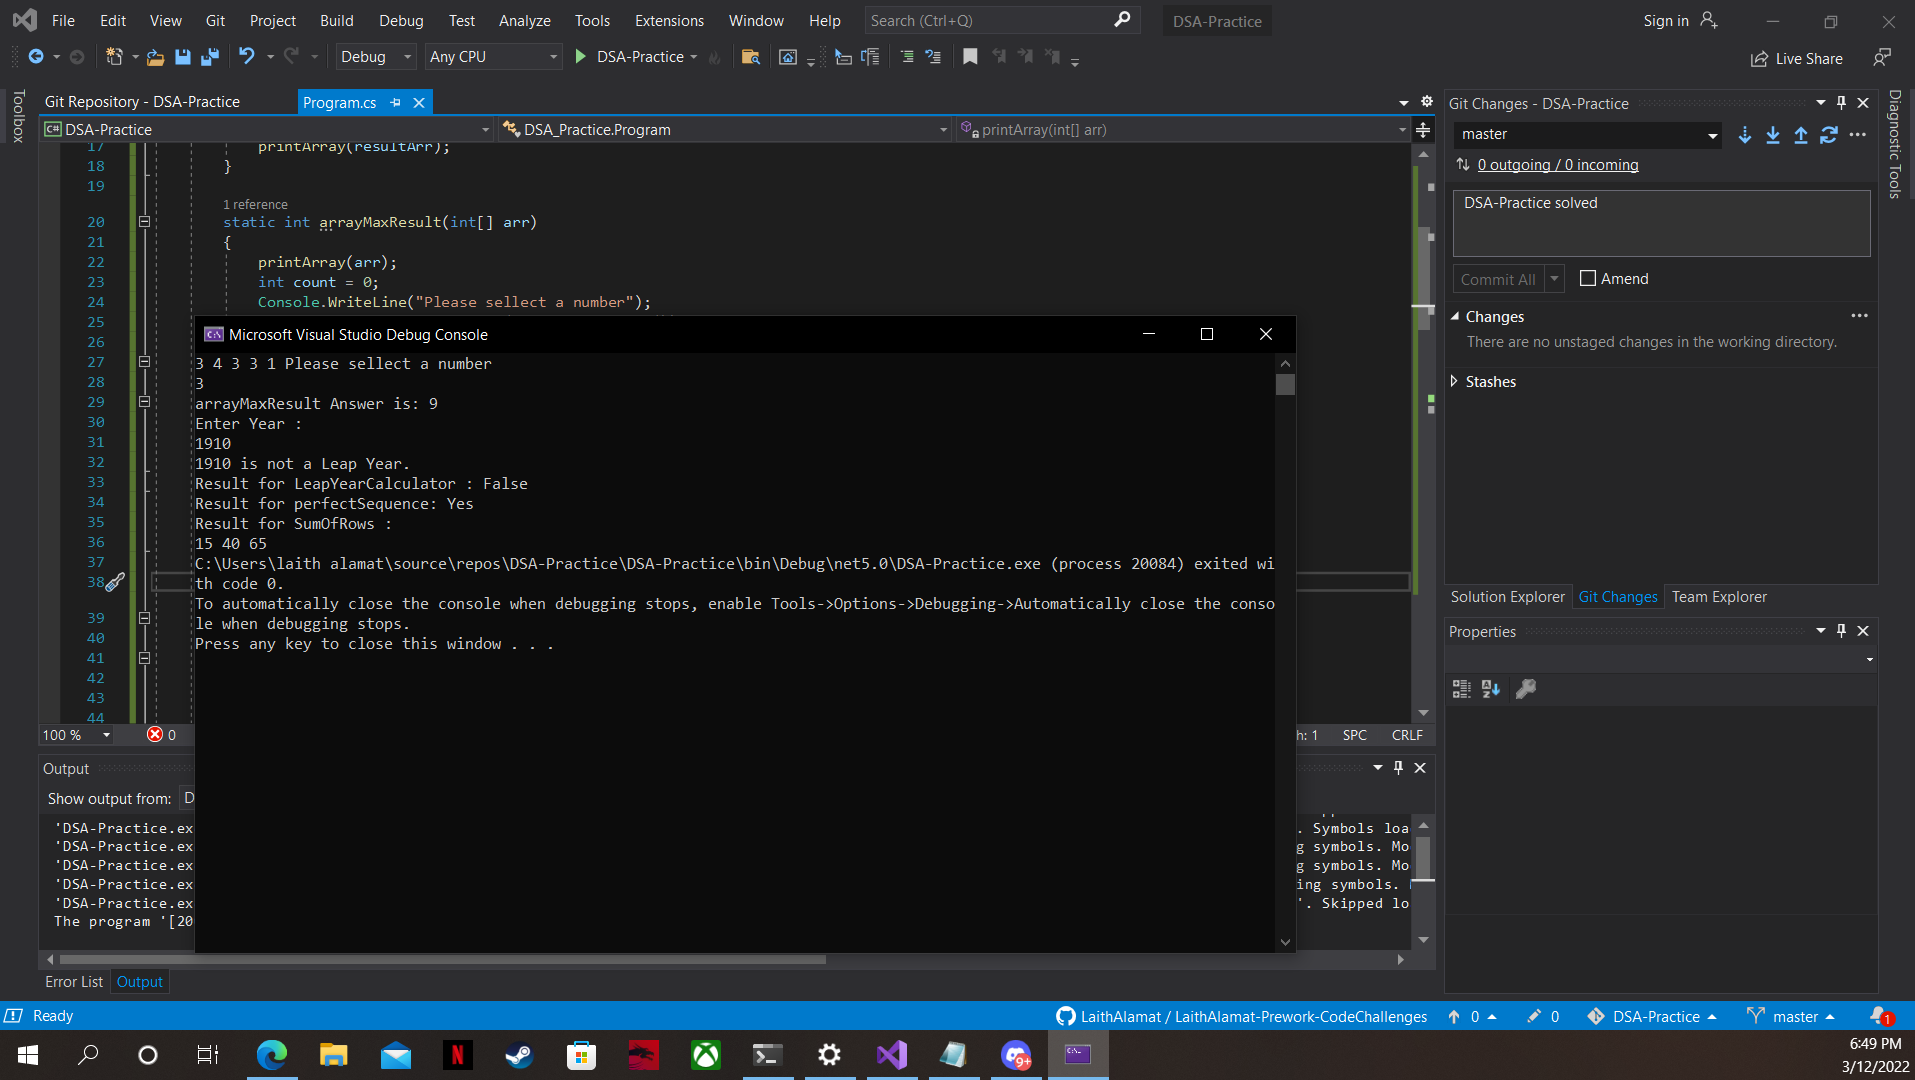 File Edit View Git Project Build Debug Test Analyze Tools Extensions Window Help Search (Ctrl+Q) DSA-Practice Sign in
Debug Any CPU DSA-Practice Live Share
Toolbox
Git Repository - DSA-Practice Program.cs
DSA-Practice DSA_Practice.Program printArray(int[] arr)
17 printArray(resultArr);
18 }
19
1 reference
20 static int arrayMaxResult(int[] arr)
21 {
22 printArray(arr);
23 int count = 0;
24 Console.WriteLine("Please sellect a number");
25
26
27
28
29
30
31
32
33
34
35
36
37
38
39
40
41
42
43
44
Microsoft Visual Studio Debug Console
3 4 3 3 1 Please sellect a number
3
arrayMaxResult Answer is: 9
Enter Year :
1910
1910 is not a Leap Year.
Result for LeapYearCalculator : False
Result for perfectSequence: Yes
Result for SumOfRows :
15 40 65
C:\Users\laith alamat\source\repos\DSA-Practice\DSA-Practice\bin\Debug\net5.0\DSA-Practice.exe (process 20084) exited wi
th code 0.
To automatically close the console when debugging stops, enable Tools->Options->Debugging->Automatically close the conso
le when debugging stops.
Press any key to close this window . . .
100 % 0 h: 1 SPC CRLF
Output
Show output from: D
'DSA-Practice.ex . Symbols loa
'DSA-Practice.ex g symbols. Mo
'DSA-Practice.ex g symbols. Mo
'DSA-Practice.ex ing symbols.
'DSA-Practice.ex '. Skipped lo
The program '[20
Error List Output
Git Changes - DSA-Practice
master
0 outgoing / 0 incoming
DSA-Practice solved
Commit All Amend
Changes
There are no unstaged changes in the working directory.
Stashes
Solution Explorer Git Changes Team Explorer
Properties
Diagnostic Tools
Ready LaithAlamat / LaithAlamat-Prework-CodeChallenges 0 0 DSA-Practice master 1
9+
6:49 PM
3/12/2022